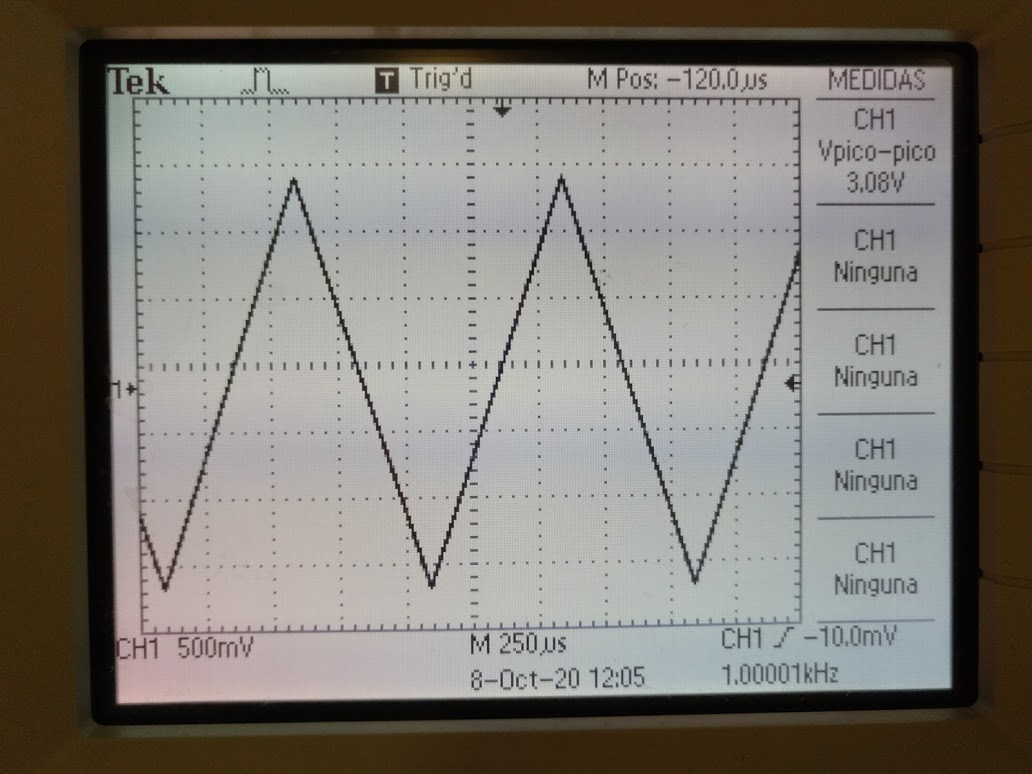 Tek T Trig'd M Pos: -120.0µs MEDIDAS
CH1
Vpico-pico
3.08V
CH1
Ninguna
CH1
Ninguna
CH1
Ninguna
CH1
Ninguna
1
CH1 500mV M 250µs CH1 -10.0mV
8-Oct-20 12:05 1.00001kHz